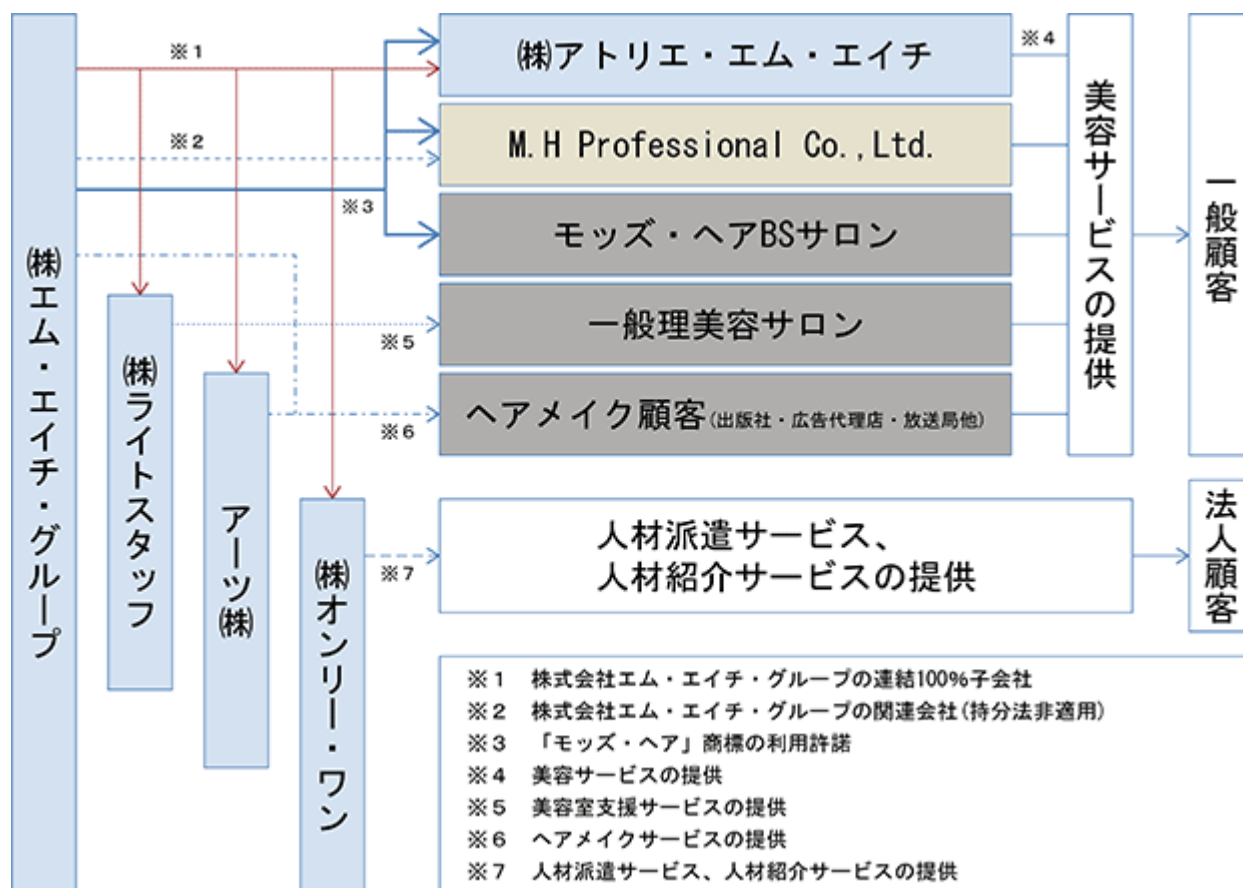 ※1
㈱アトリエ・エム・エイチ
※4
※2
M.H Professional Co.,Ltd.
※3
モッズ・ヘアBSサロン
一般理美容サロン
※5
ヘアメイク顧客(出版社・広告代理店・放送局他)
※6
美容サービスの提供
一般顧客
㈱エム・エイチ・グループ
㈱ライトスタッフ
アーツ㈱
㈱オンリー・ワン
※7
人材派遣サービス、
人材紹介サービスの提供
法人顧客
※1 株式会社エム・エイチ・グループの連結100%子会社
※2 株式会社エム・エイチ・グループの関連会社(持分法非適用)
※3 「モッズ・ヘア」商標の利用許諾
※4 美容サービスの提供
※5 美容室支援サービスの提供
※6 ヘアメイクサービスの提供
※7 人材派遣サービス、人材紹介サービスの提供